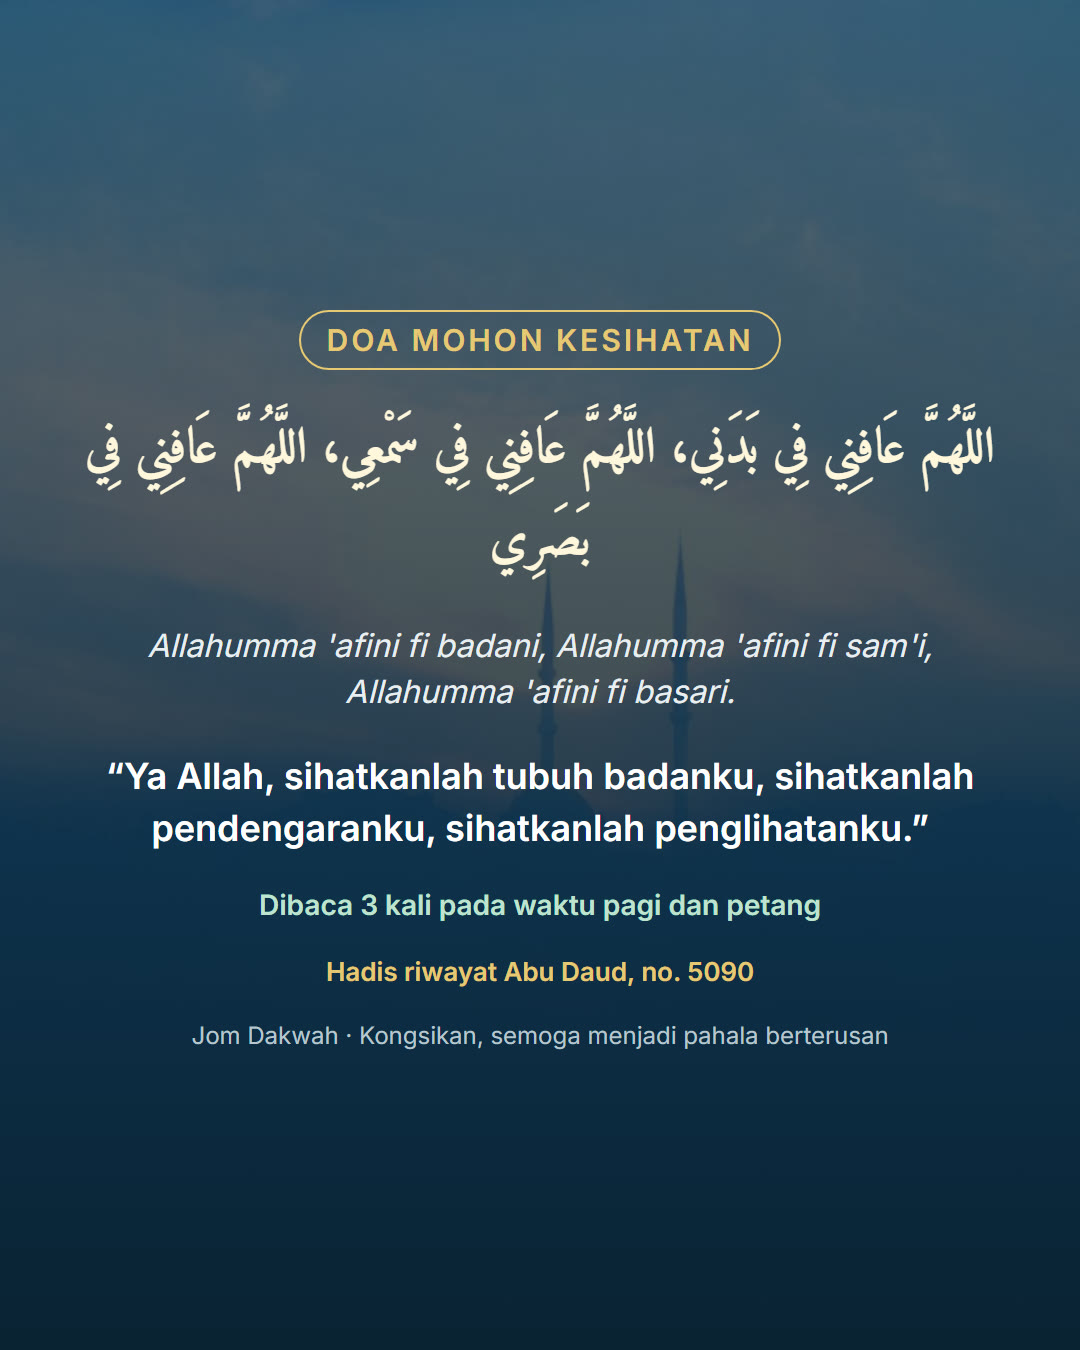 DOA MOHON KESIHATAN
اللَّهُمَّ عَافِنِي فِي بَدَنِي، اللَّهُمَّ عَافِنِي فِي سَمْعِي، اللَّهُمَّ عَافِنِي فِي
بَصَرِي
Allahumma 'afini fi badani, Allahumma 'afini fi sam'i,
Allahumma 'afini fi basari.
“Ya Allah, sihatkanlah tubuh badanku, sihatkanlah
pendengaranku, sihatkanlah penglihatanku.”
Dibaca 3 kali pada waktu pagi dan petang
Hadis riwayat Abu Daud, no. 5090
Jom Dakwah · Kongsikan, semoga menjadi pahala berterusan